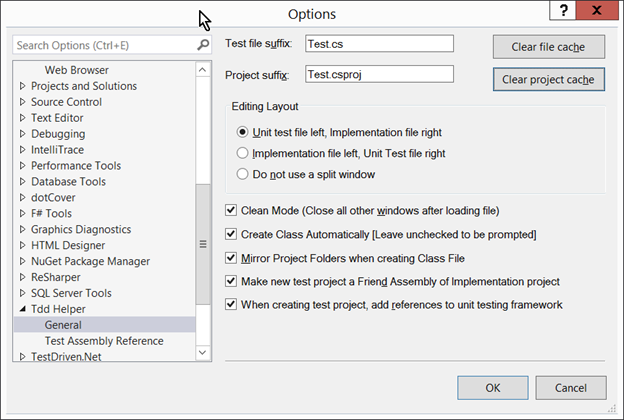 Options
?
x
Search Options (Ctrl+E)
Web Browser
Projects and Solutions
Source Control
Text Editor
Debugging
IntelliTrace
Performance Tools
Database Tools
dotCover
F# Tools
Graphics Diagnostics
HTML Designer
NuGet Package Manager
ReSharper
SQL Server Tools
Tdd Helper
General
Test Assembly Reference
TestDriven.Net
Test file suffix: Test.cs
Clear file cache
Project suffix: Test.csproj
Clear project cache
Editing Layout
Unit test file left, Implementation file right
Implementation file left, Unit Test file right
Do not use a split window
Clean Mode (Close all other windows after loading file)
Create Class Automatically [Leave unchecked to be prompted]
Mirror Project Folders when creating Class File
Make new test project a Friend Assembly of Implementation project
When creating test project, add references to unit testing framework
OK
Cancel